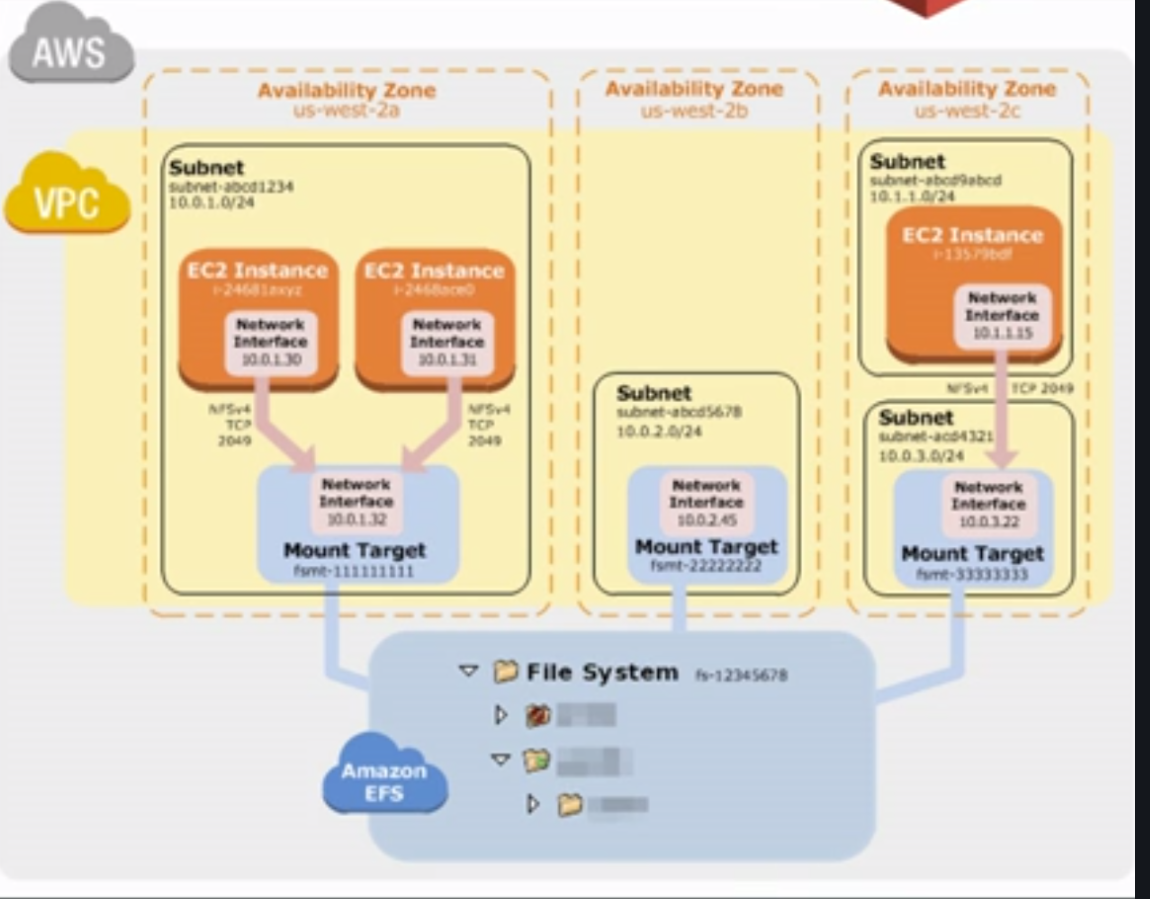 AWS
Availability Zone
us-west-2a
Availability Zone
us-west-2b
Availability Zone
us-west-2c
VPC
Subnet
subnet-abcd1234
10.0.1.0/24
EC2 Instance
i-24681axyz
Network
Interface
10.0.1.30
EC2 Instance
i-2468ace0
Network
Interface
10.0.1.31
NFSv4
TCP
2049
NFSv4
TCP
2049
Network
Interface
10.0.1.32
Mount Target
fsmt-111111111
Subnet
subnet-abcd5678
10.0.2.0/24
Network
Interface
10.0.2.45
Mount Target
fsmt-22222222
Subnet
subnet-abcd9abcd
10.1.1.0/24
EC2 Instance
i-13579bdf
Network
Interface
10.1.1.15
NFSv4 TCP 2049
Subnet
subnet-acd4321
10.0.3.0/24
Network
Interface
10.0.3.22
Mount Target
fsmt-33333333
File System fs-12345678
Amazon
EFS